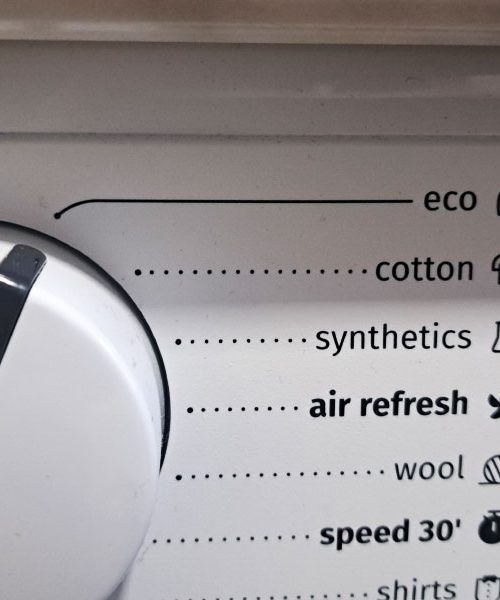 eco
cotton
synthetics
air refresh
wool
speed 30'
shirts